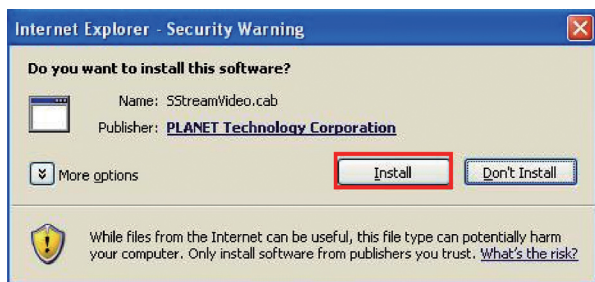 Internet Explorer - Security Warning
Do you want to install this software?
Name: SStreamVideo.cab
Publisher: PLANET Technology Corporation
More options
Install
Don't Install
While files from the Internet can be useful, this file type can potentially harm
your computer. Only install software from publishers you trust. What's the risk?